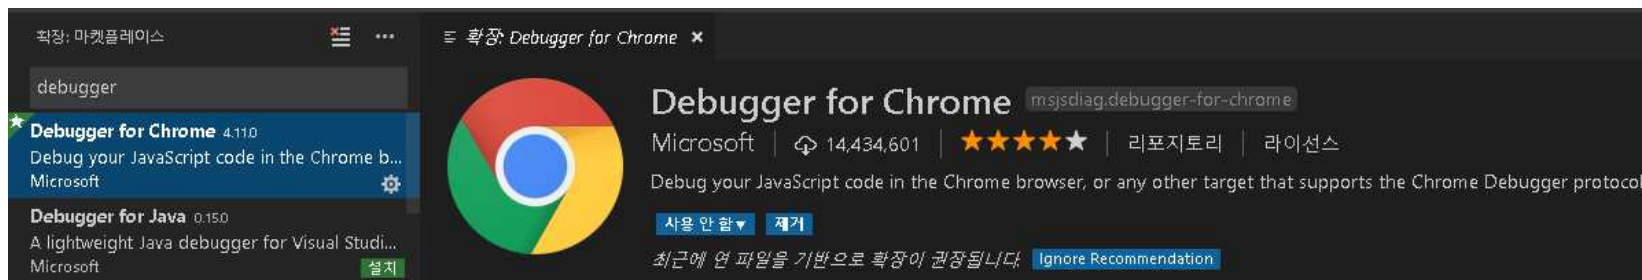 확장: 마켓플레이스
debugger
Debugger for Chrome 4.11.0
Debug your JavaScript code in the Chrome b...
Microsoft
Debugger for Java 0.15.0
A lightweight Java debugger for Visual Studi...
Microsoft 설치
확장: Debugger for Chrome
Debugger for Chrome msjsdiag.debugger-for-chrome
Microsoft 14,434,601 리포지토리 라이선스
Debug your JavaScript code in the Chrome browser, or any other target that supports the Chrome Debugger protocol
사용 안 함 제거
최근에 연 파일을 기반으로 확장이 권장됩니다. Ignore Recommendation